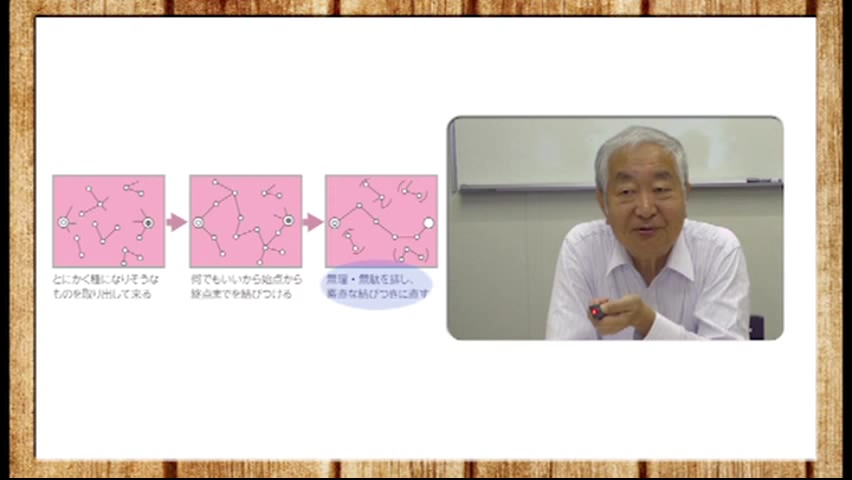 とにかく種になりそうな
ものを取り出して来る
何でもいいから始点から
終点までを結びつける
無理・無駄を廃し、
素直な結びつきに直す